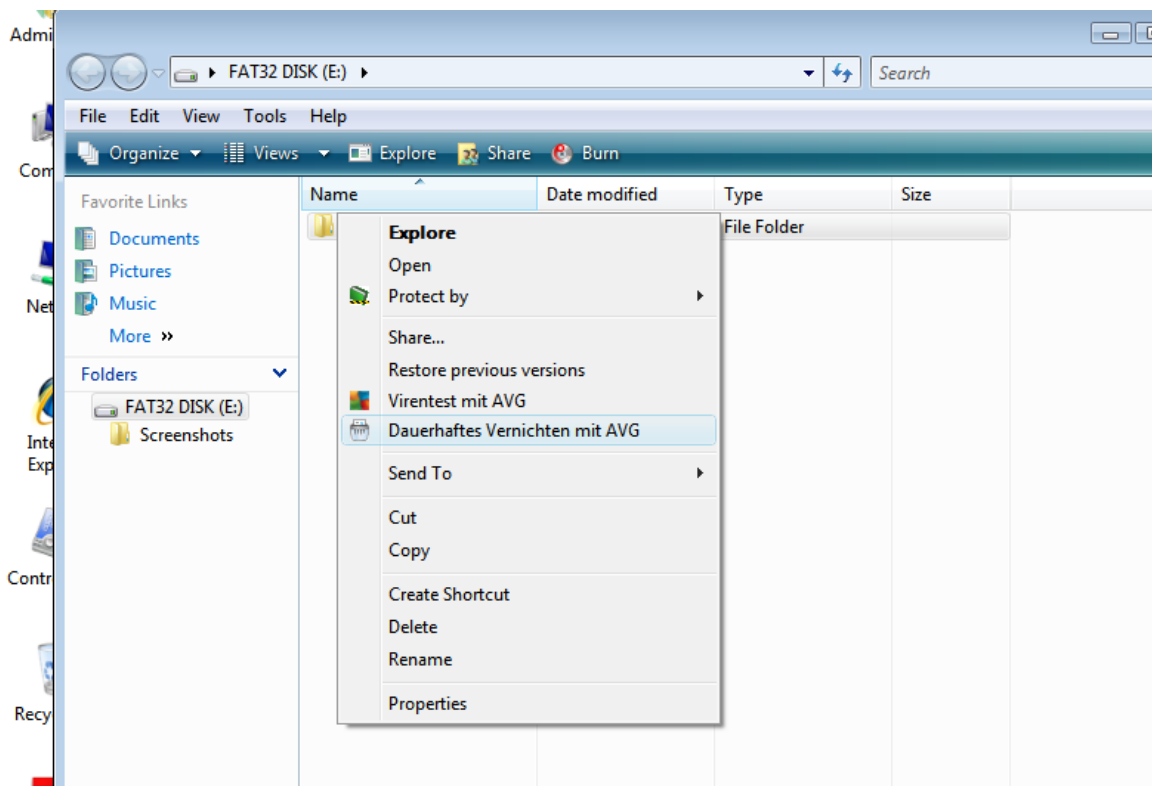 Admi
FAT32 DISK (E:)
Search
File Edit View Tools Help
Organize Views Explore Share Burn
Com
Favorite Links
Name Date modified Type Size
Documents
File Folder
Explore
Pictures
Open
Net
Music
Protect by
More »
Share...
Folders
Restore previous versions
FAT32 DISK (E:)
Virentest mit AVG
Screenshots
Dauerhaftes Vernichten mit AVG
Inte
Exp
Send To
Cut
Copy
Contr
Create Shortcut
Delete
Rename
Recy
Properties